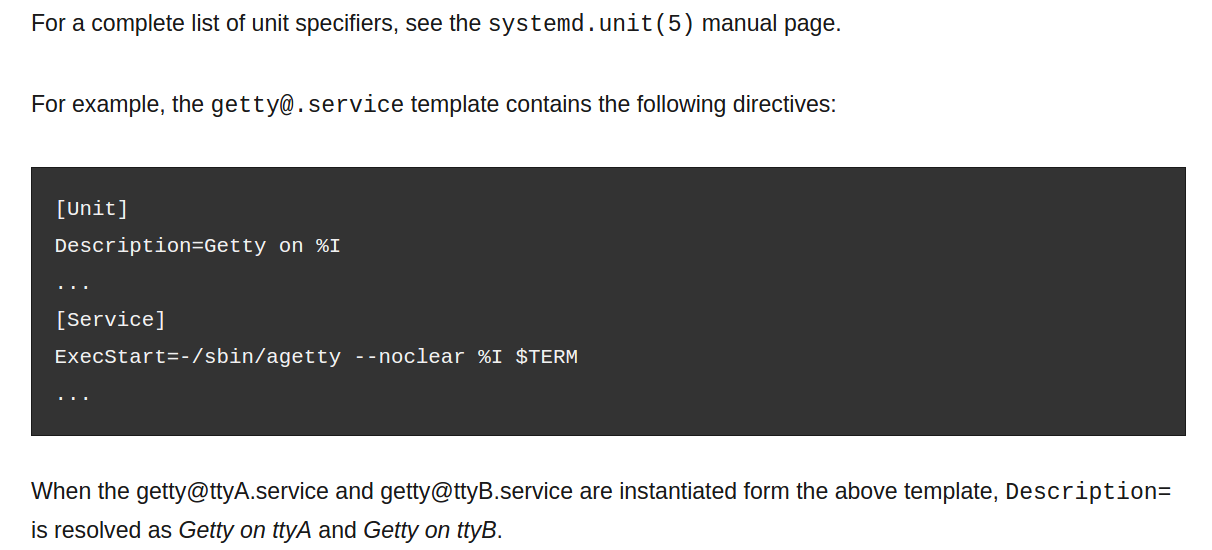 For a complete list of unit specifiers, see the systemd.unit(5) manual page.
For example, the getty@.service template contains the following directives:
[Unit]
Description=Getty on %I
...
[Service]
ExecStart=-/sbin/agetty --noclear %I $TERM
...
When the getty@ttyA.service and getty@ttyB.service are instantiated form the above template, Description=
is resolved as Getty on ttyA and Getty on ttyB.